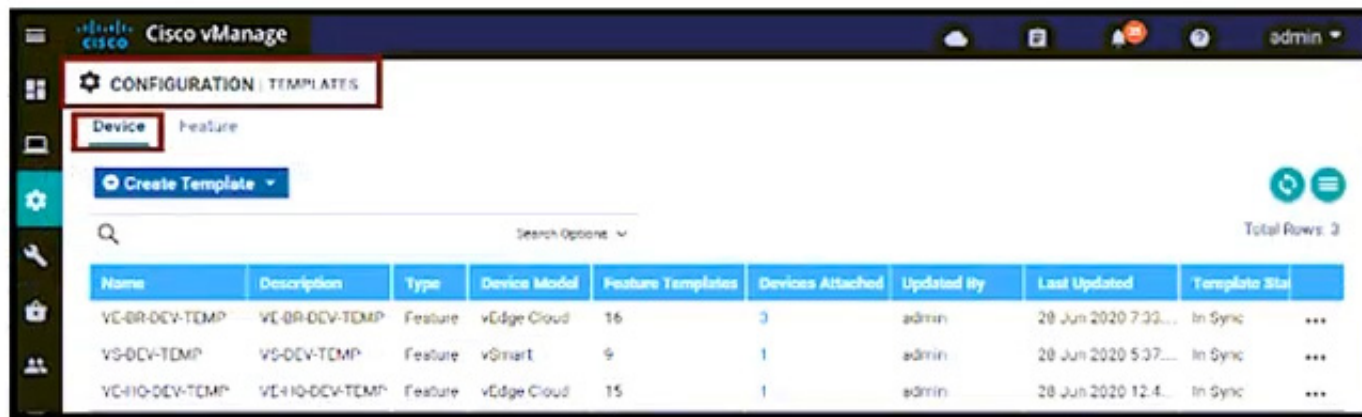 cisco Cisco vManage 35 admin
CONFIGURATION | TEMPLATES
Device Feature
Create Template
Search Options
Total Rows: 3
Name Description Type Device Model Feature Templates Devices Attached Updated By Last Updated Template Stat
VE-BR-DEV-TEMP VE-BR-DEV-TEMP Feature vEdge Cloud 16 3 admin 28 Jun 2020 7:33... In Sync ...
VS-DEV-TEMP VS-DEV-TEMP Feature vSmart 9 1 admin 28 Jun 2020 5:37... In Sync ...
VE-HQ-DEV-TEMP VE-HQ-DEV-TEMP Feature vEdge Cloud 15 1 admin 28 Jun 2020 12:4... In Sync ...